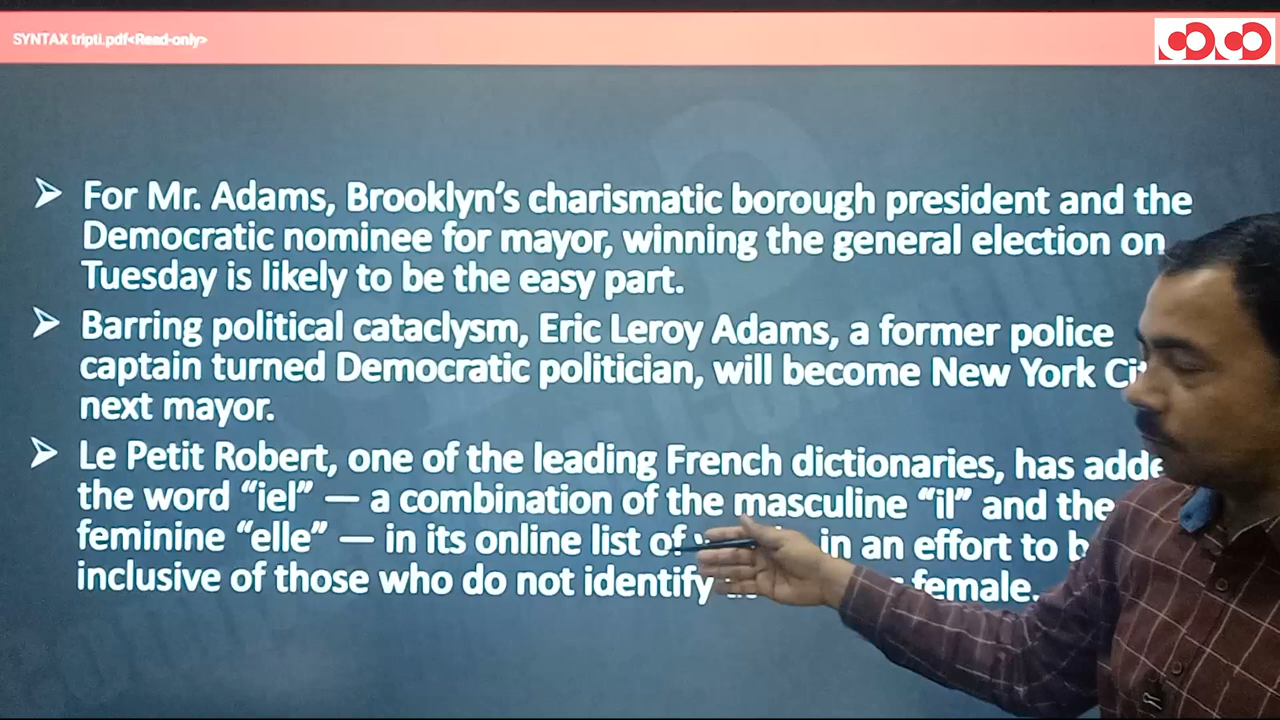 SYNTAX tripti.pdf<Read-only>
➢ For Mr. Adams, Brooklyn’s charismatic borough president and the
Democratic nominee for mayor, winning the general election on
Tuesday is likely to be the easy part.
➢ Barring political cataclysm, Eric Leroy Adams, a former police
captain turned Democratic politician, will become New York
next mayor.
➢ Le Petit Robert, one of the leading French dictionaries, has
the word “iel” — a combination of the masculine “il” and the
feminine “elle” — in its online list of in an effort to
inclusive of those who do not identify female.